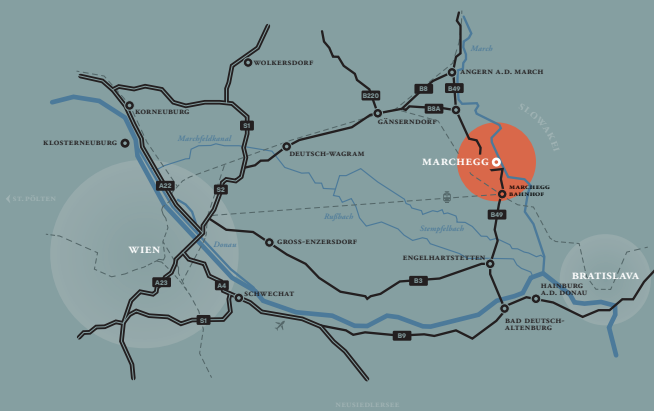 WOLKERSDORF
March
ANGERN A.D. MARCH
B8
B49
B220
B8A
KORNEUBURG
GÄNSERNDORF
SLOWAKEI
S1
KLOSTERNEUBURG
Marchfeldkanal
DEUTSCH-WAGRAM
MARCHEGG
A22
S2
MARCHEGG
BAHNHOF
ST. PÖLTEN
B49
Rußbach
Stempfelbach
WIEN
Donau
GROSS-ENZERSDORF
ENGELHARTSTETTEN
BRATISLAVA
A23
A4
B3
HAINBURG
A.D. DONAU
SCHWECHAT
S1
BAD DEUTSCH-
ALTENBURG
B9
NEUSIEDLERSEE